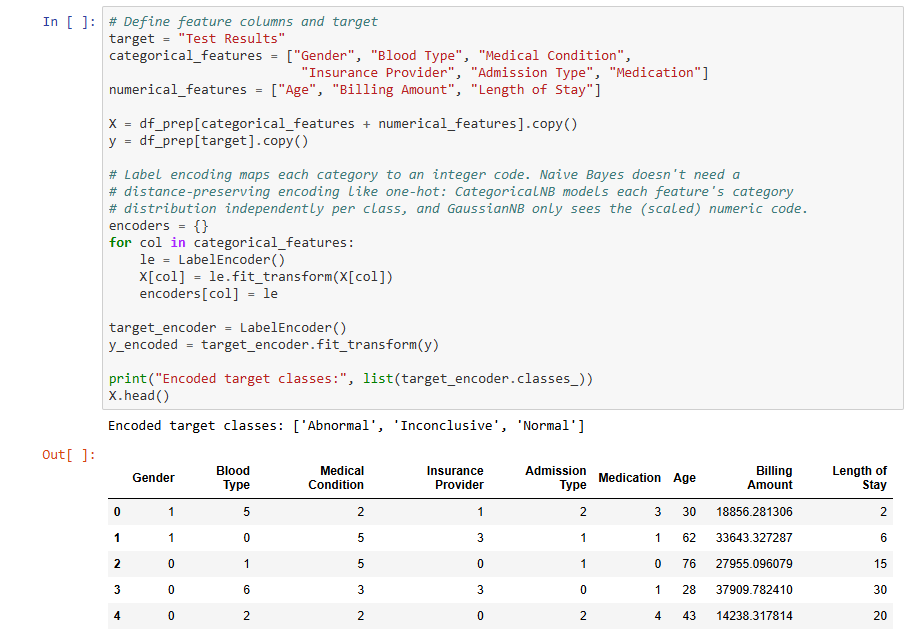 In [ ]:
# Define feature columns and target
target = "Test Results"
categorical_features = ["Gender", "Blood Type", "Medical Condition",
                         "Insurance Provider", "Admission Type", "Medication"]
numerical_features = ["Age", "Billing Amount", "Length of Stay"]

X = df_prep[categorical_features + numerical_features].copy()
y = df_prep[target].copy()

# Label encoding maps each category to an integer code. Naive Bayes doesn't need a
# distance-preserving encoding like one-hot: CategoricalNB models each feature's category
# distribution independently per class, and GaussianNB only sees the (scaled) numeric code.
encoders = {}
for col in categorical_features:
    le = LabelEncoder()
    X[col] = le.fit_transform(X[col])
    encoders[col] = le

target_encoder = LabelEncoder()
y_encoded = target_encoder.fit_transform(y)

print("Encoded target classes:", list(target_encoder.classes_))
X.head()
Encoded target classes: ['Abnormal', 'Inconclusive', 'Normal']
Out[ ]:
Gender Blood Type Medical Condition Insurance Provider Admission Type Medication Age Billing Amount Length of Stay
0 1 5 2 1 2 3 30 18856.281306 2
1 1 0 5 3 1 1 62 33643.327287 6
2 0 1 5 0 1 0 76 27955.096079 15
3 0 6 3 3 0 1 28 37909.782410 30
4 0 2 2 0 2 4 43 14238.317814 20